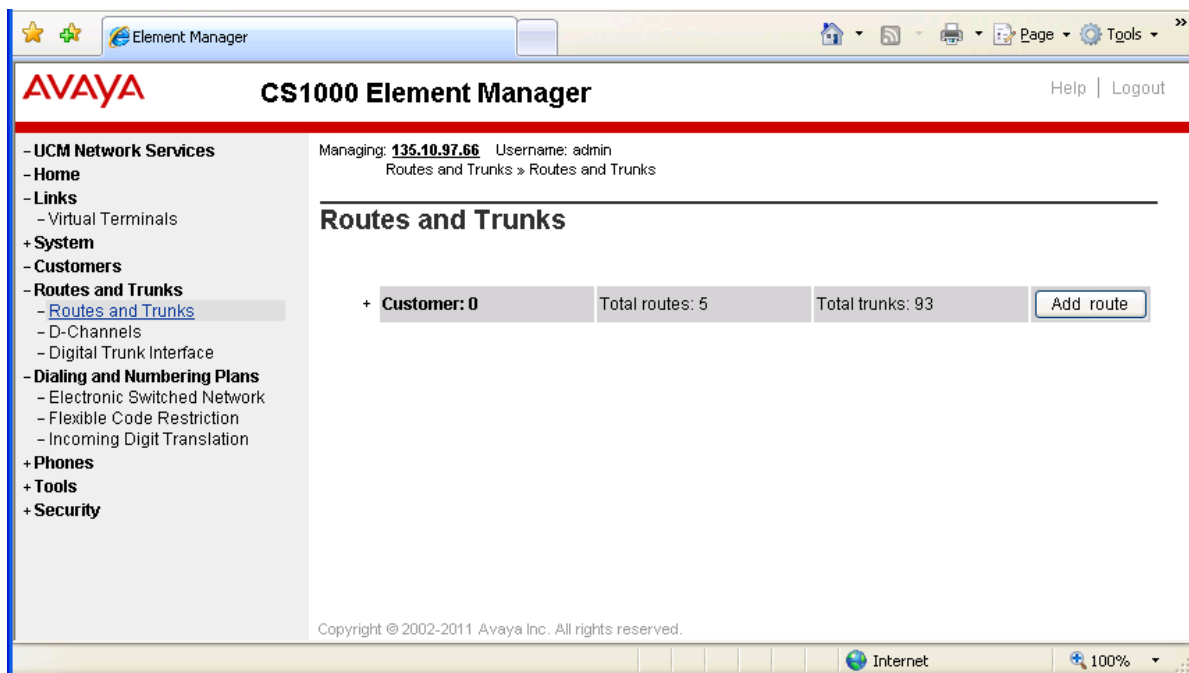 Element Manager
Page
Tools
»
AVAYA
CS1000 Element Manager
Help | Logout
– UCM Network Services
– Home
– Links
– Virtual Terminals
+ System
– Customers
– Routes and Trunks
– Routes and Trunks
– D-Channels
– Digital Trunk Interface
– Dialing and Numbering Plans
– Electronic Switched Network
– Flexible Code Restriction
– Incoming Digit Translation
+ Phones
+ Tools
+ Security
Managing: 135.10.97.66 Username: admin
Routes and Trunks » Routes and Trunks
Routes and Trunks
+ Customer: 0 Total routes: 5 Total trunks: 93 Add route
Copyright © 2002-2011 Avaya Inc. All rights reserved.
Internet
100%